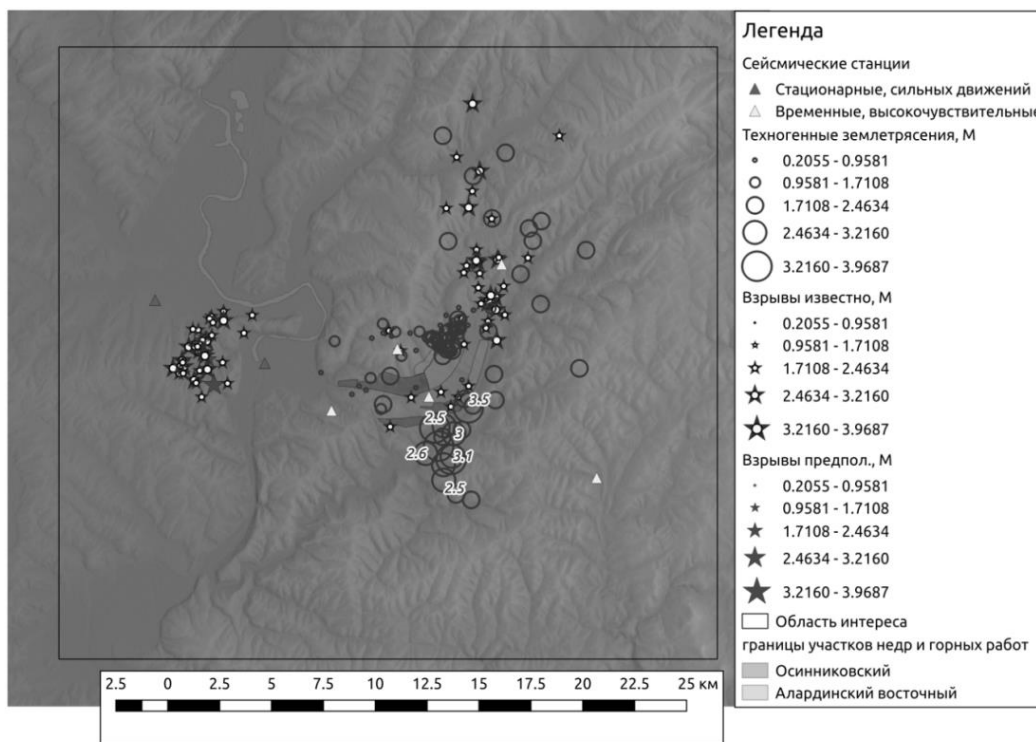 Легенда
Сейсмические станции
Стационарные, сильных движений
Временные, высокочувствительные
Техногенные землетрясения, М
0.2055 - 0.9581
0.9581 - 1.7108
1.7108 - 2.4634
2.4634 - 3.2160
3.2160 - 3.9687
Взрывы известно, М
0.2055 - 0.9581
0.9581 - 1.7108
1.7108 - 2.4634
2.4634 - 3.2160
3.2160 - 3.9687
Взрывы предпол., М
0.2055 - 0.9581
0.9581 - 1.7108
1.7108 - 2.4634
2.4634 - 3.2160
3.2160 - 3.9687
Область интереса
границы участков недр и горных работ
Осинниковский
Алардинский восточный
3.5
2.5
3
2.6
3.1
2.5
2.5 0 2.5 5 7.5 10 12.5 15 17.5 20 22.5 25 км